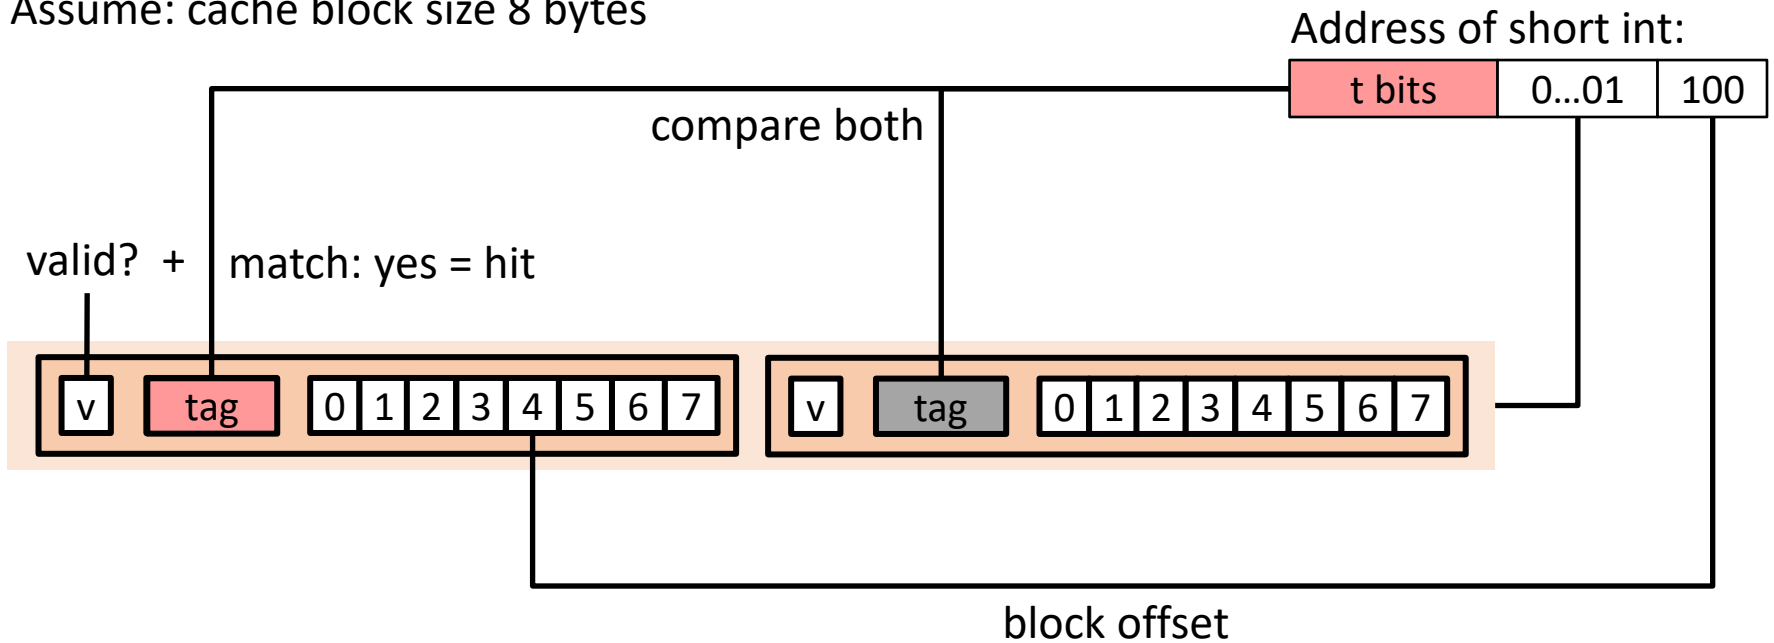 Assume: cache block size 8 bytes
Address of short int:
t bits 0...01 100
compare both
valid? + match: yes = hit
v tag 0 1 2 3 4 5 6 7 v tag 0 1 2 3 4 5 6 7
block offset